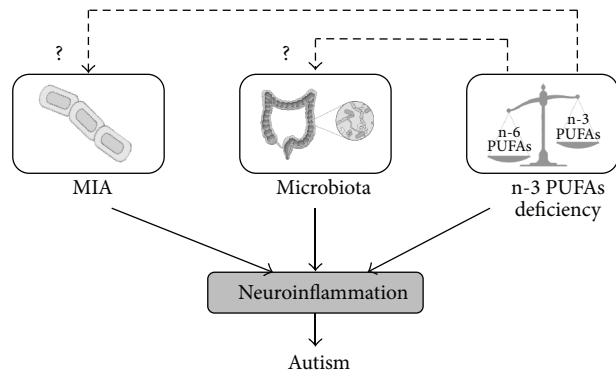 ?
?
n-6
PUFAs
n-3
PUFAs
MIA
Microbiota
n-3 PUFAs
deficiency
Neuroinflammation
Autism